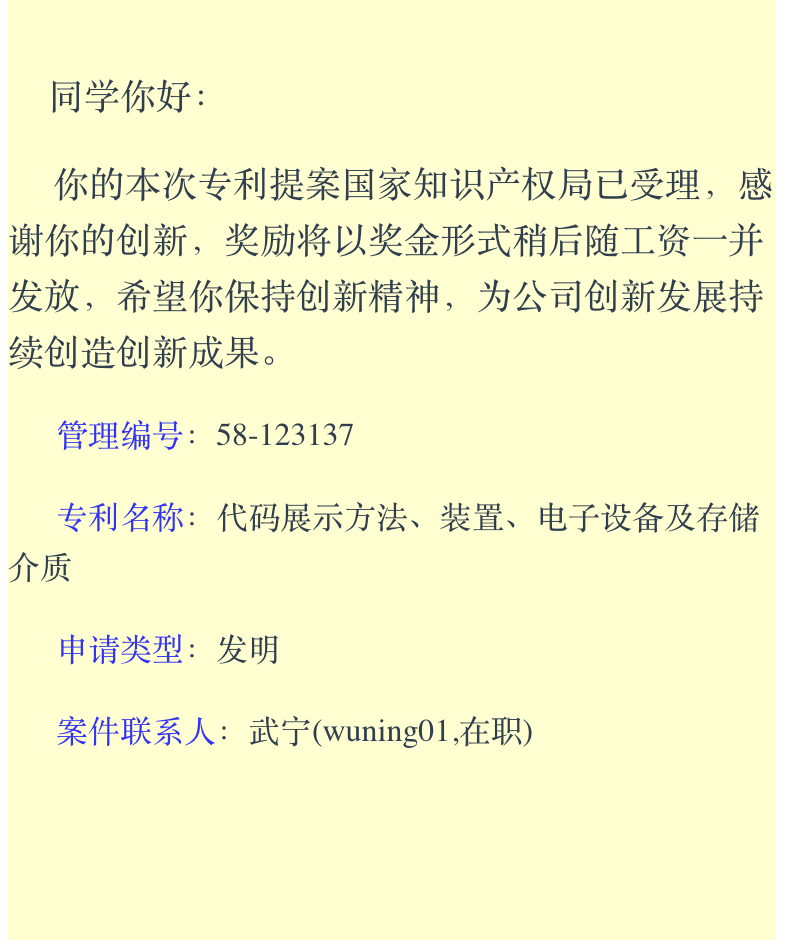 同学你好：
你的本次专利提案国家知识产权局已受理，感
谢你的创新，奖励将以奖金形式稍后随工资一并
发放，希望你保持创新精神，为公司创新发展持
续创造创新成果。
管理编号：58-123137
专利名称：代码展示方法、装置、电子设备及存储
介质
申请类型：发明
案件联系人：武宁(wuning01,在职)